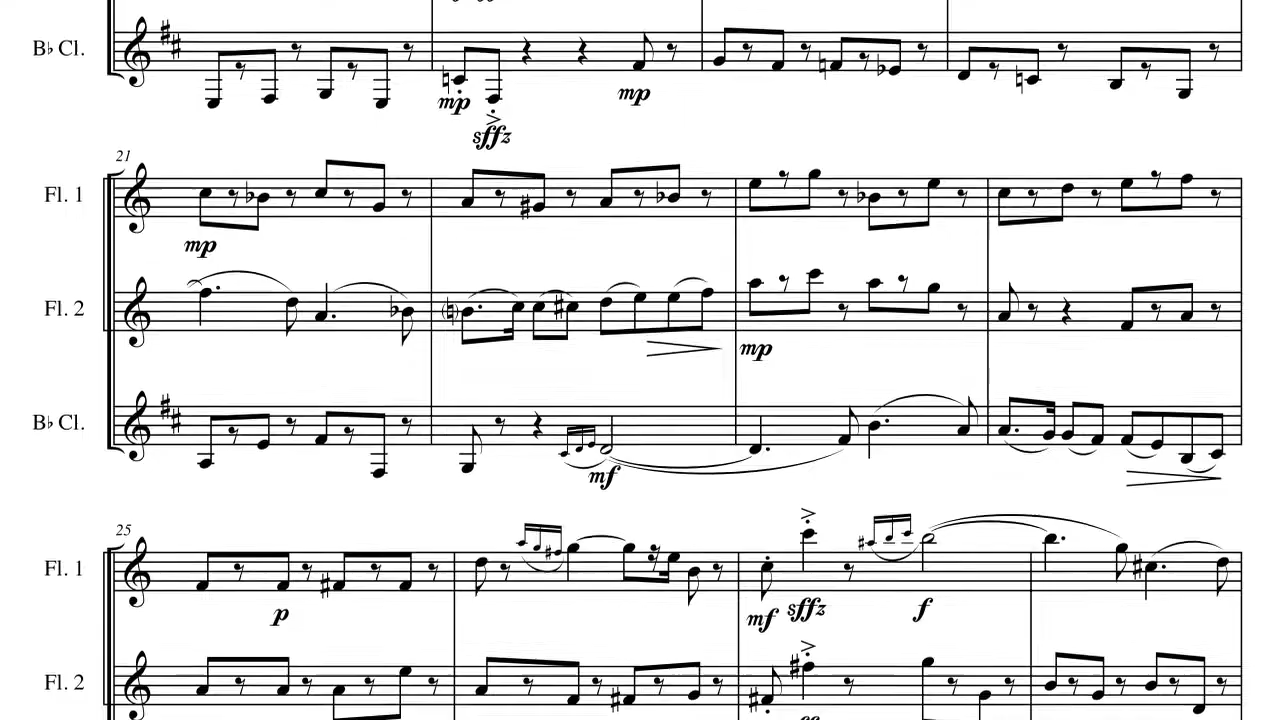 B♭ Cl.
mp mp
sffz
21
Fl. 1
mp
Fl. 2
mp
B♭ Cl.
mf
25
Fl. 1
p mf sffz f
Fl. 2